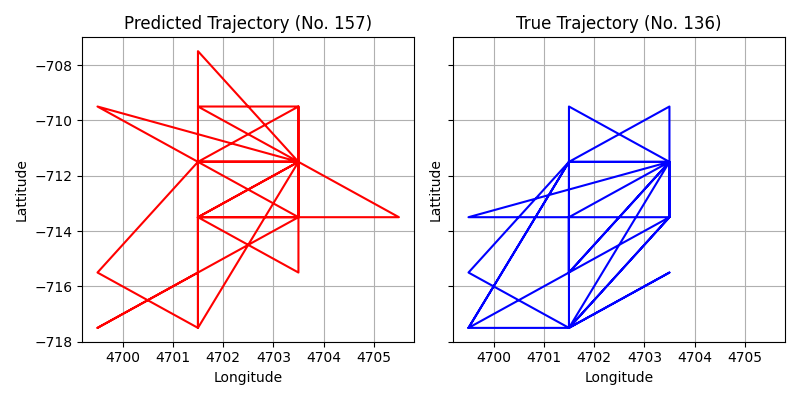 Predicted Trajectory (No. 157)
True Trajectory (No. 136)
−708
−710
−712
−714
−716
−718
Lattitude
Lattitude
4700 4701 4702 4703 4704 4705
4700 4701 4702 4703 4704 4705
Longitude
Longitude